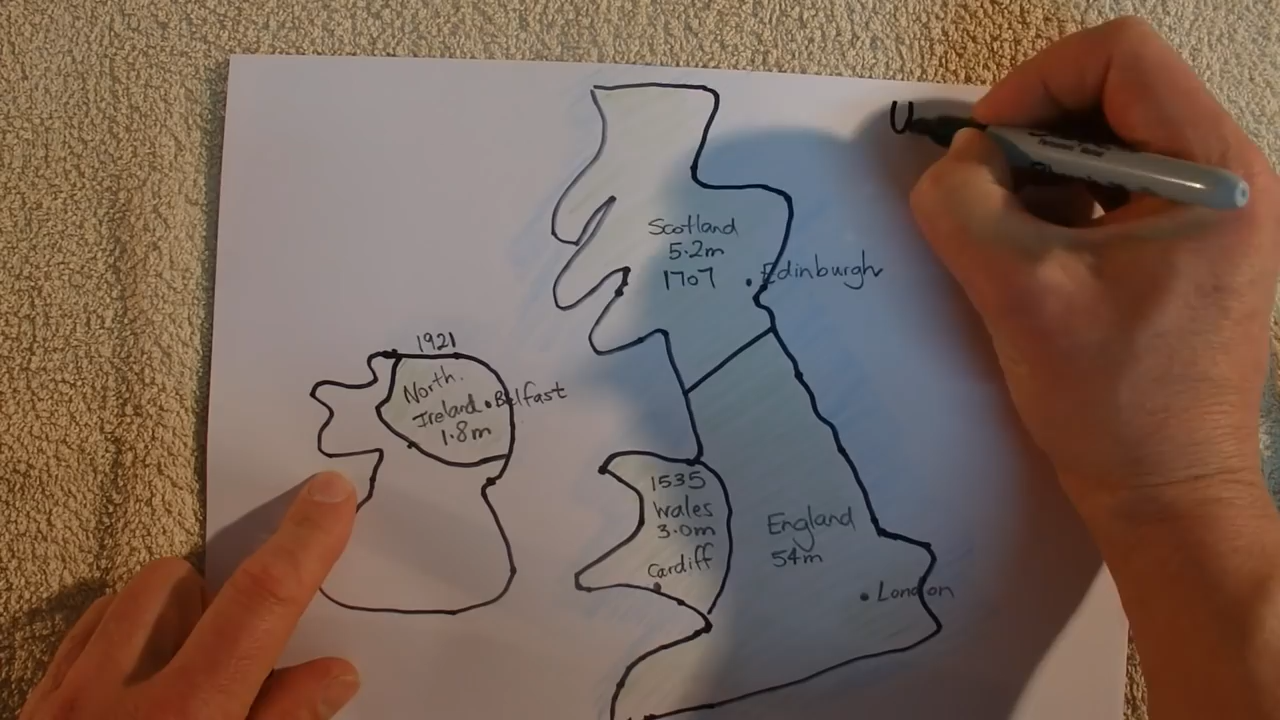 U
Scotland
5.2m
1707
Edinburgh
1921
North.
Ireland
Belfast
1.8m
1535
Wales
3.0m
Cardiff
England
54m
London